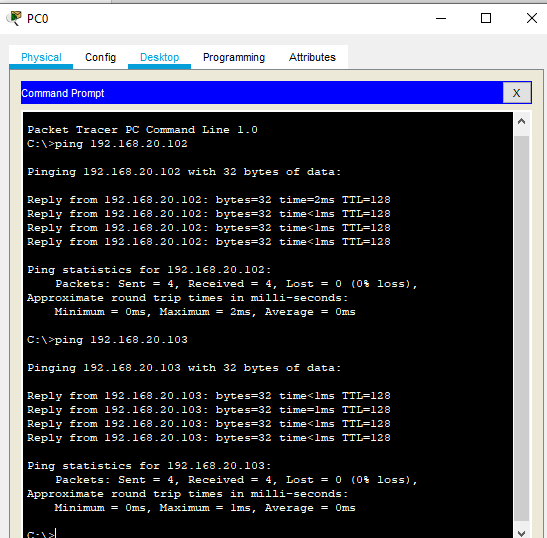 PC0
Physical Config Desktop Programming Attributes
Command Prompt X
Packet Tracer PC Command Line 1.0
C:\>ping 192.168.20.102
Pinging 192.168.20.102 with 32 bytes of data:
Reply from 192.168.20.102: bytes=32 time=2ms TTL=128
Reply from 192.168.20.102: bytes=32 time<1ms TTL=128
Reply from 192.168.20.102: bytes=32 time<1ms TTL=128
Reply from 192.168.20.102: bytes=32 time<1ms TTL=128
Ping statistics for 192.168.20.102:
Packets: Sent = 4, Received = 4, Lost = 0 (0% loss),
Approximate round trip times in milli-seconds:
Minimum = 0ms, Maximum = 2ms, Average = 0ms
C:\>ping 192.168.20.103
Pinging 192.168.20.103 with 32 bytes of data:
Reply from 192.168.20.103: bytes=32 time<1ms TTL=128
Reply from 192.168.20.103: bytes=32 time=1ms TTL=128
Reply from 192.168.20.103: bytes=32 time<1ms TTL=128
Reply from 192.168.20.103: bytes=32 time<1ms TTL=128
Ping statistics for 192.168.20.103:
Packets: Sent = 4, Received = 4, Lost = 0 (0% loss),
Approximate round trip times in milli-seconds:
Minimum = 0ms, Maximum = 1ms, Average = 0ms
C:\>